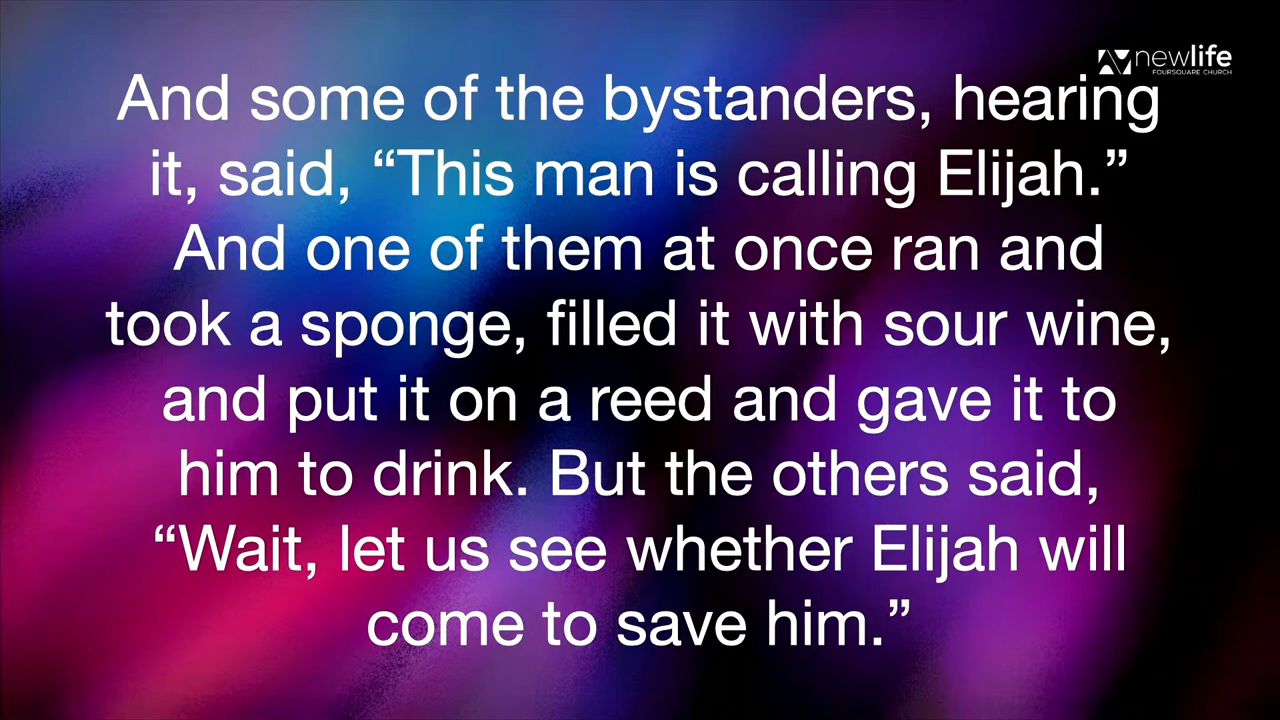 newlife
FOURSQUARE CHURCH
And some of the bystanders, hearing
it, said, “This man is calling Elijah.”
And one of them at once ran and
took a sponge, filled it with sour wine,
and put it on a reed and gave it to
him to drink. But the others said,
“Wait, let us see whether Elijah will
come to save him.”